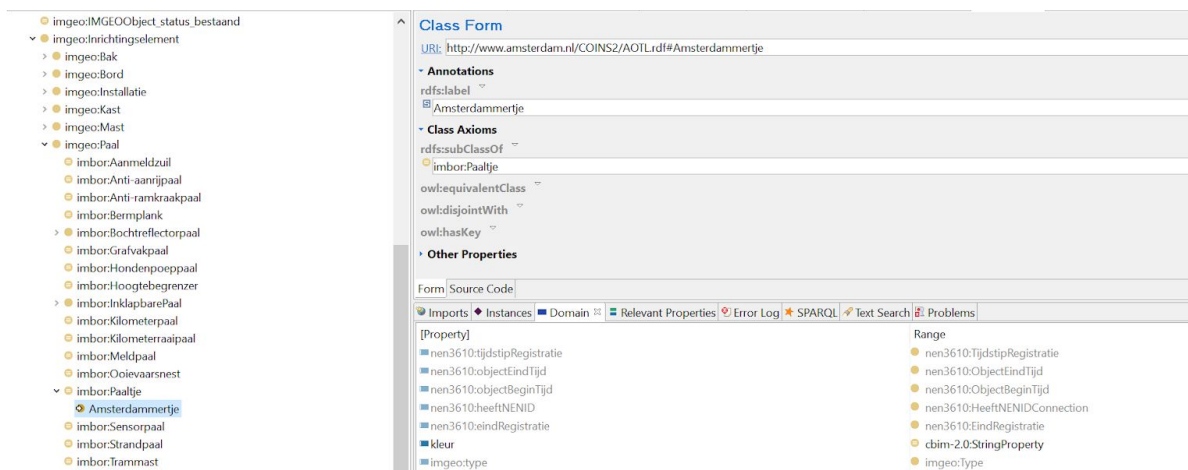 imgeo:IMGEOObject_status_bestaand
imgeo:Inrichtingselement
imgeo:Bak
imgeo:Bord
imgeo:Installatie
imgeo:Kast
imgeo:Mast
imgeo:Paal
imbor:Aanmeldzuil
imbor:Anti-aanrijpaal
imbor:Anti-ramkraakpaal
imbor:Bermplank
imbor:Bochtreflectorpaal
imbor:Grafvakpaal
imbor:Hondenpoeppaal
imbor:Hoogtebegrenzer
imbor:InklapbarePaal
imbor:Kilometerpaal
imbor:Kilometerraaipaal
imbor:Meldpaal
imbor:Ooievaarsnest
imbor:Paaltje
Amsterdammertje
imbor:Sensorpaal
imbor:Strandpaal
imbor:Trammast
Class Form
URI: http://www.amsterdam.nl/COINS2/AOTL.rdf#Amsterdammertje
Annotations
rdfs:label
Amsterdammertje
Class Axioms
rdfs:subClassOf
imbor:Paaltje
owl:equivalentClass
owl:disjointWith
owl:hasKey
Other Properties
Form Source Code
Imports Instances Domain Relevant Properties Error Log SPARQL Text Search Problems
[Property] Range
nen3610:tijdstipRegistratie nen3610:TijdstipRegistratie
nen3610:objectEindTijd nen3610:ObjectEindTijd
nen3610:objectBeginTijd nen3610:ObjectBeginTijd
nen3610:heeftNENID nen3610:HeeftNENIDConnection
nen3610:eindRegistratie nen3610:EindRegistratie
kleur cbim-2.0:StringProperty
imgeo:type imgeo:Type